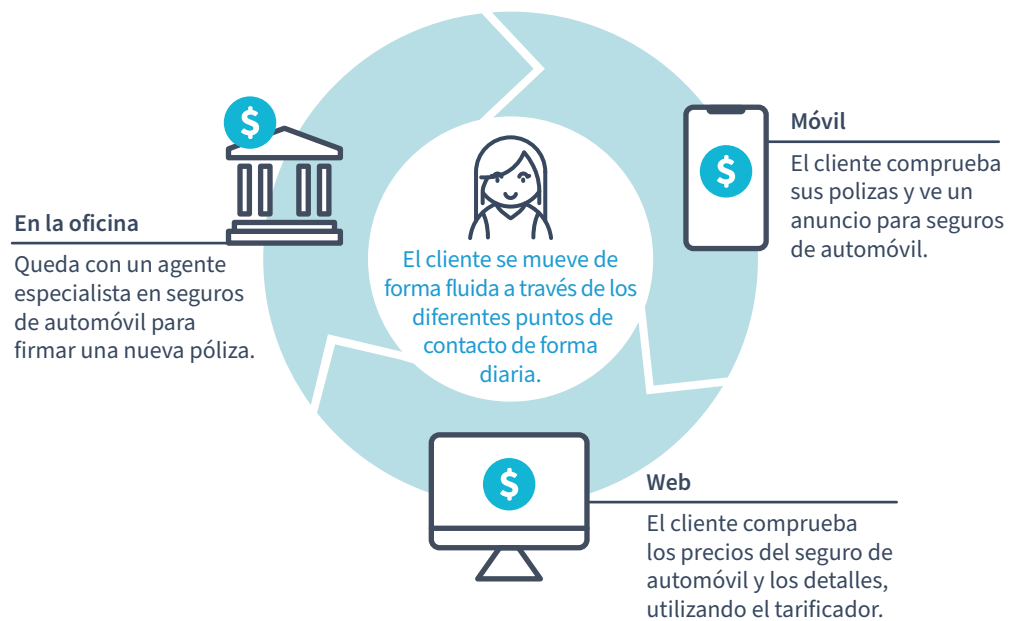 Móvil
El cliente comprueba
sus polizas y ve un
anuncio para seguros
de automóvil.
En la oficina
Queda con un agente
especialista en seguros
de automóvil para
firmar una nueva póliza.
El cliente se mueve de
forma fluida a través de los
diferentes puntos de
contacto de forma
diaria.
Web
El cliente comprueba
los precios del seguro de
automóvil y los detalles,
utilizando el tarificador.
$
$
$